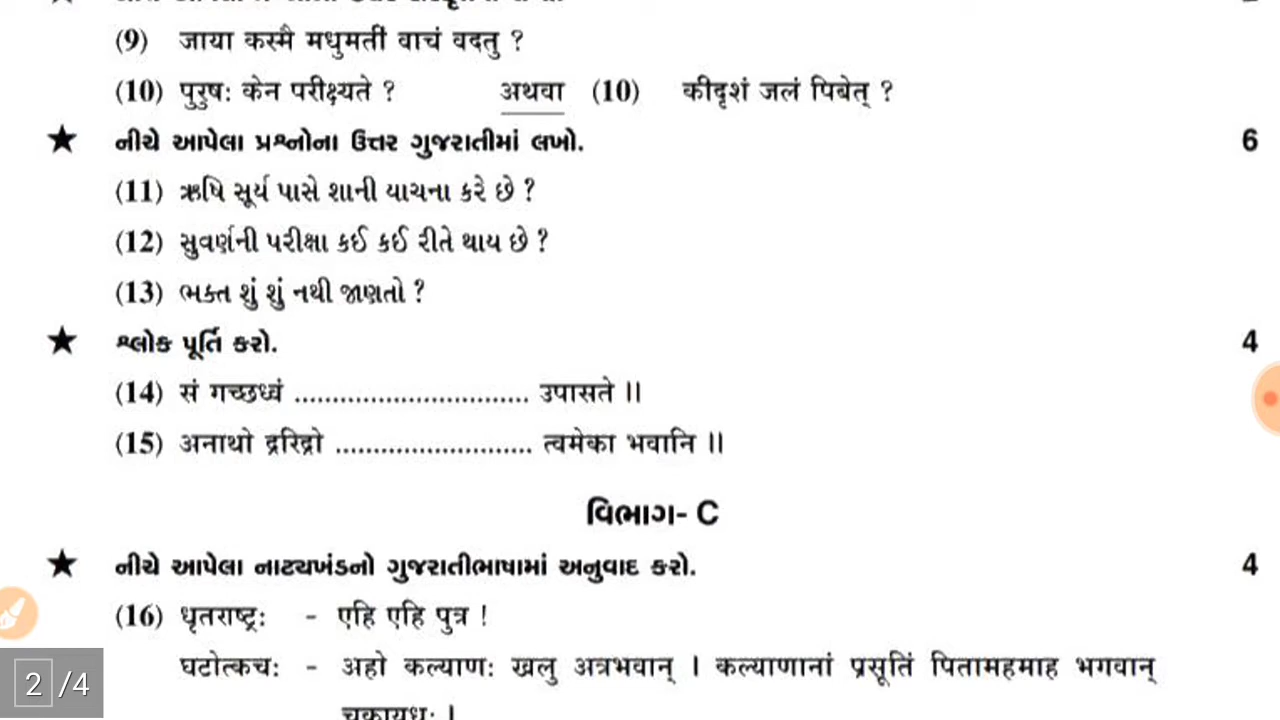 (9) जाया कस्मै मधुमतीं वाचं वदतु ?
(10) पुरुषः केन परीक्ष्यते ? अथवा (10) कीदृशं जलं पिबेत् ?
★ નીચે આપેલા પ્રશ્નોના ઉત્તર ગુજરાતીમાં લખો. 6
(11) ઋષિ સૂર્ય પાસે શાની યાચના કરે છે ?
(12) સુવર્ણની પરીક્ષા કઈ કઈ રીતે થાય છે ?
(13) ભક્ત શું શું નથી જાણતો ?
★ શ્લોક પૂર્તિ કરો. 4
(14) सं गच्छध्वं ............................... उपासते ॥
(15) अनाथो द्ररिद्रो .......................... त्वमेका भवानि ॥
વિભાગ- C
★ નીચે આપેલા નાટ્યખંડનો ગુજરાતીભાષામાં અનુવાદ કરો. 4
(16) धृतराष्ट्रः - एहि एहि पुत्र !
घटोत्कचः - अहो कल्याणः खलु अत्रभवान् । कल्याणानां प्रसूतिं पितामहमाह भगवान्
2 /4